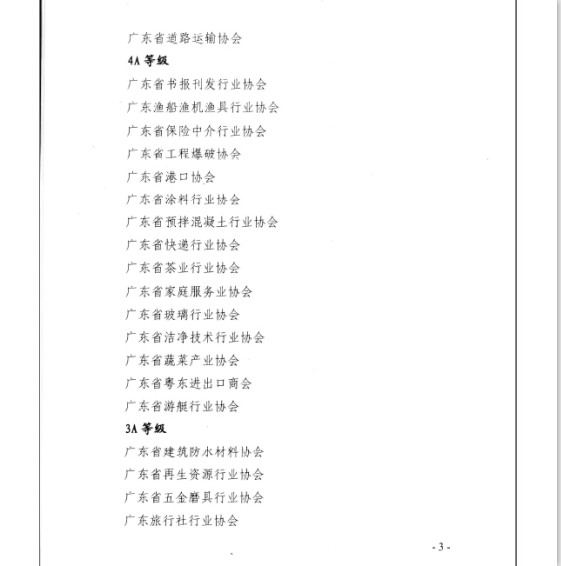 广东省道路运输协会
4A 等级
广东省书报刊发行业协会
广东渔船渔机渔具行业协会
广东省保险中介行业协会
广东省工程爆破协会
广东省港口协会
广东省涂料行业协会
广东省预拌混凝土行业协会
广东省快递行业协会
广东省茶业行业协会
广东省家庭服务业协会
广东省玻璃行业协会
广东省洁净技术行业协会
广东省蔬菜产业协会
广东省粤东进出口商会
广东省游艇行业协会
3A 等级
广东省建筑防水材料协会
广东省再生资源行业协会
广东省五金磨具行业协会
广东旅行社行业协会
- 3 -